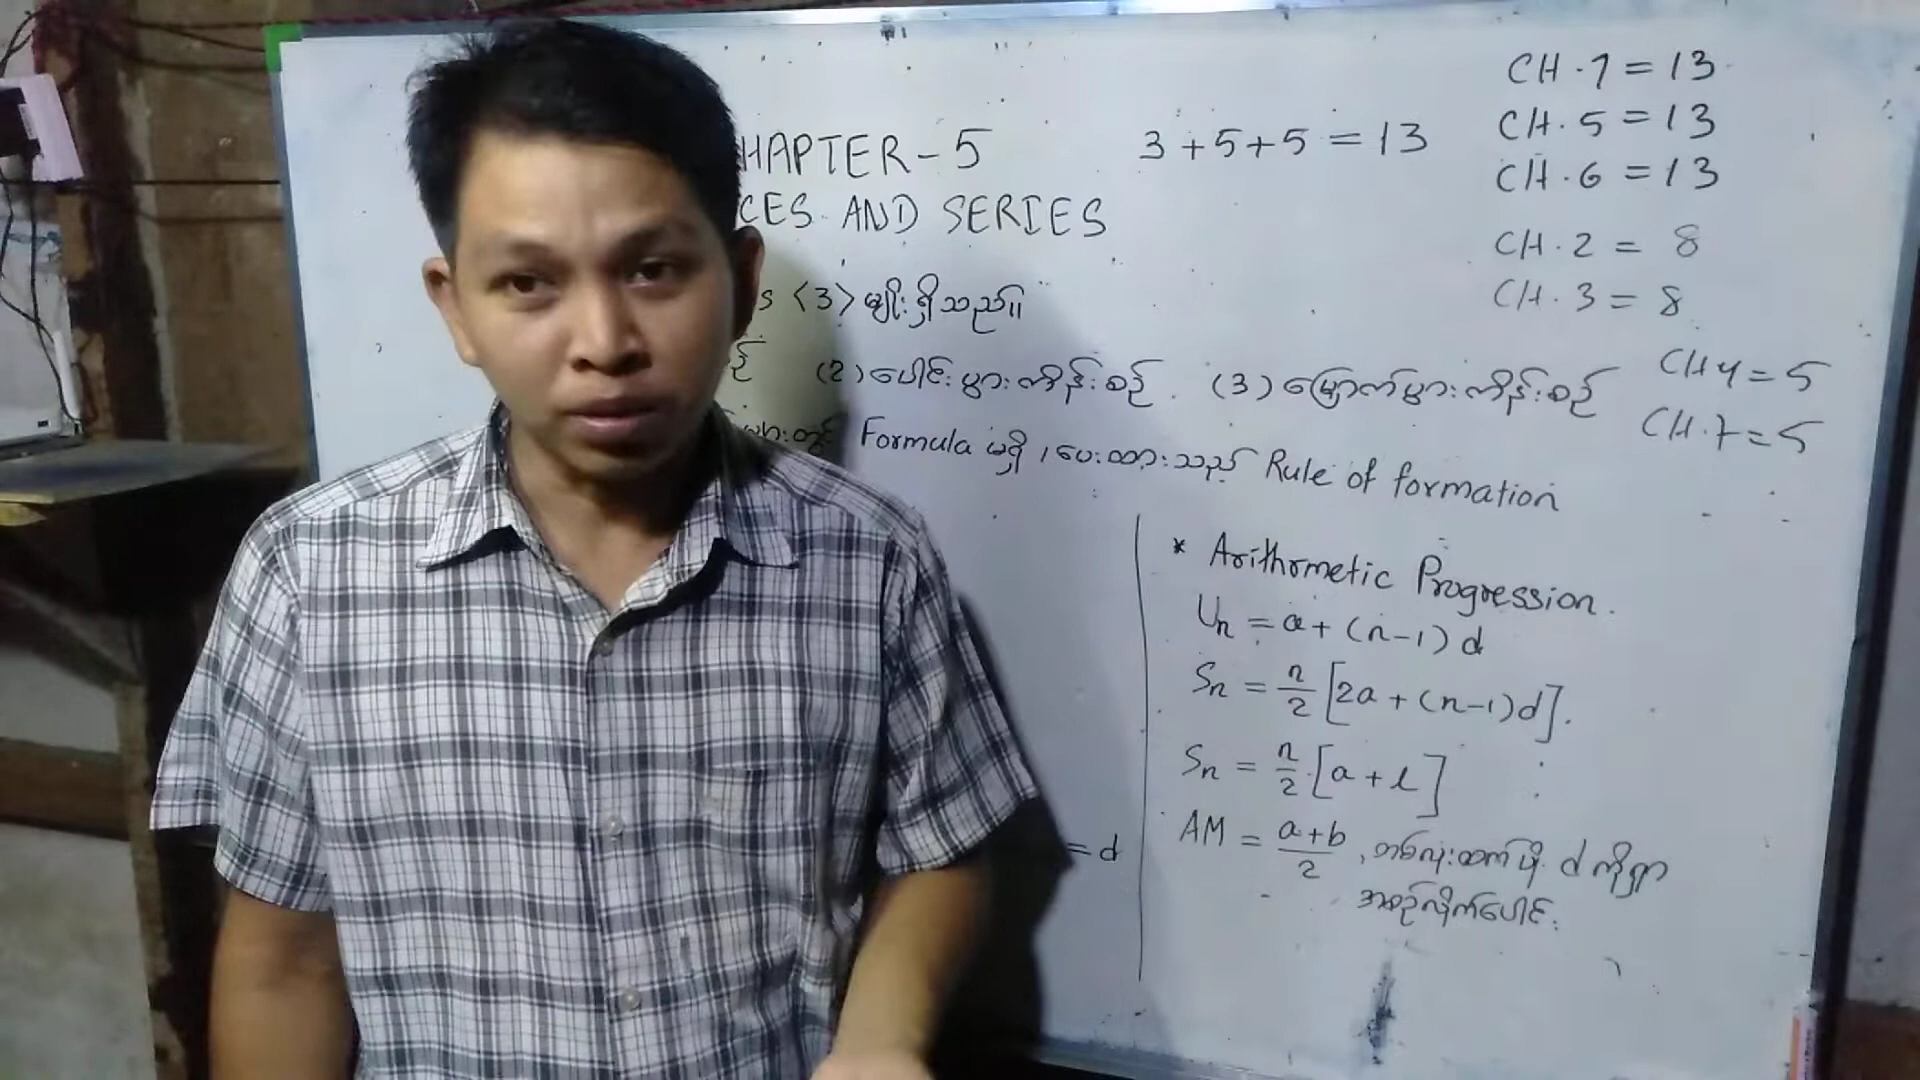 HAPTER-5
3+5+5=13
CES AND SERIES
s <3> မျိုးရှိသည်။
(2) ပေါင်းပွားကိန်းစဉ် (3) မြှောက်ပွားကိန်းစဉ်
Formula မရှိ၊ ပေးထားသည့် Rule of formation
CH.7=13
CH.5=13
CH.6=13
CH.2=8
CH.3=8
CH4=5
CH.7=5
=d
* Arithmetic Progression.
Un = a+(n-1)d
Sn = n/2 [2a+(n-1)d].
Sn = n/2 [a+l]
AM = a+b/2 , တစ်လုံးထက်ပို d ကိုရှာ
အစဉ်လိုက်ပေါင်း